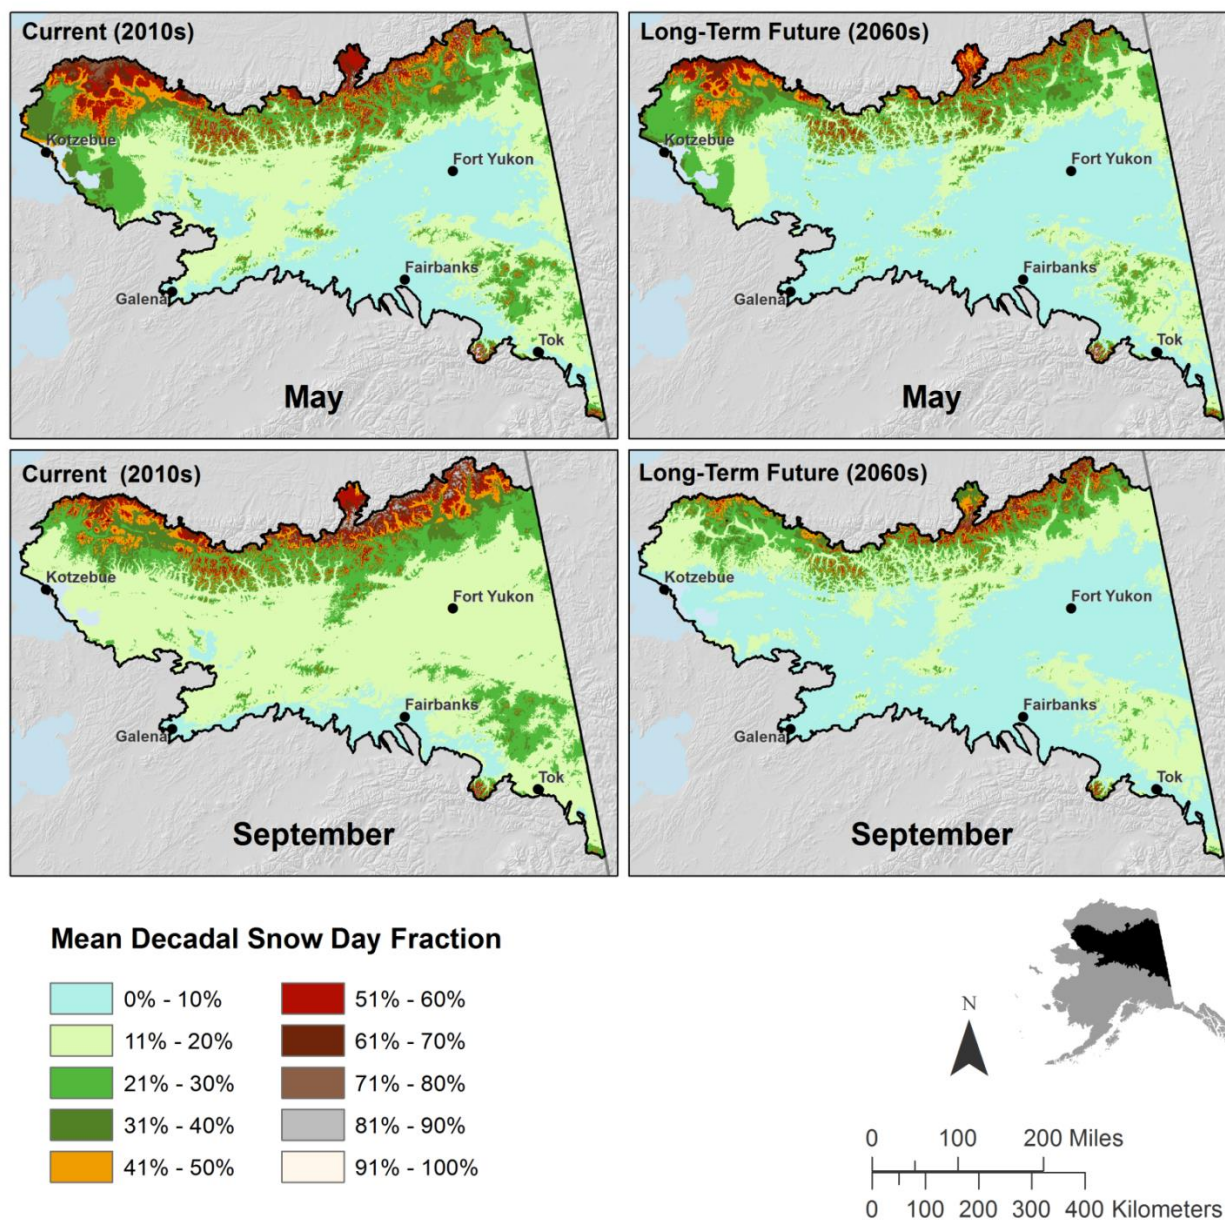 Current (2010s)
Kotzebue
Fort Yukon
Fairbanks
Galena
Tok
May
Long-Term Future (2060s)
Kotzebue
Fort Yukon
Fairbanks
Galena
Tok
May
Current (2010s)
Kotzebue
Fort Yukon
Fairbanks
Galena
Tok
September
Long-Term Future (2060s)
Kotzebue
Fort Yukon
Fairbanks
Galena
Tok
September
Mean Decadal Snow Day Fraction
0% - 10%
11% - 20%
21% - 30%
31% - 40%
41% - 50%
51% - 60%
61% - 70%
71% - 80%
81% - 90%
91% - 100%
N
0 100 200 Miles
0 100 200 300 400 Kilometers